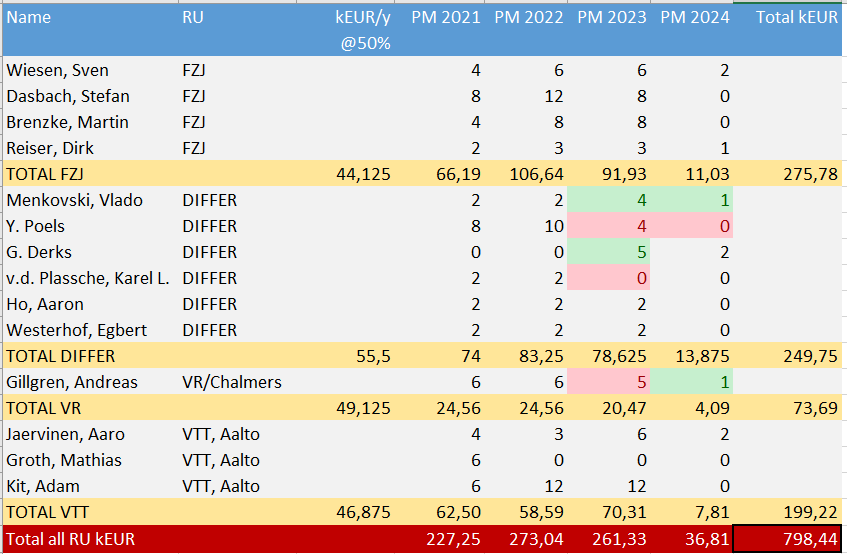 Name RU kEUR/y PM 2021 PM 2022 PM 2023 PM 2024 Total kEUR
@50%
Wiesen, Sven FZJ 4 6 6 2
Dasbach, Stefan FZJ 8 12 8 0
Brenzke, Martin FZJ 4 8 8 0
Reiser, Dirk FZJ 2 3 3 1
TOTAL FZJ 44,125 66,19 106,64 91,93 11,03 275,78
Menkovski, Vlado DIFFER 2 2 4 1
Y. Poels DIFFER 8 10 4 0
G. Derks DIFFER 0 0 5 2
v.d. Plassche, Karel L. DIFFER 2 2 0 0
Ho, Aaron DIFFER 2 2 2 0
Westerhof, Egbert DIFFER 2 2 2 0
TOTAL DIFFER 55,5 74 83,25 78,625 13,875 249,75
Gillgren, Andreas VR/Chalmers 6 6 5 1
TOTAL VR 49,125 24,56 24,56 20,47 4,09 73,69
Jaervinen, Aaro VTT, Aalto 4 3 6 2
Groth, Mathias VTT, Aalto 6 0 0 0
Kit, Adam VTT, Aalto 6 12 12 0
TOTAL VTT 46,875 62,50 58,59 70,31 7,81 199,22
Total all RU kEUR 227,25 273,04 261,33 36,81 798,44